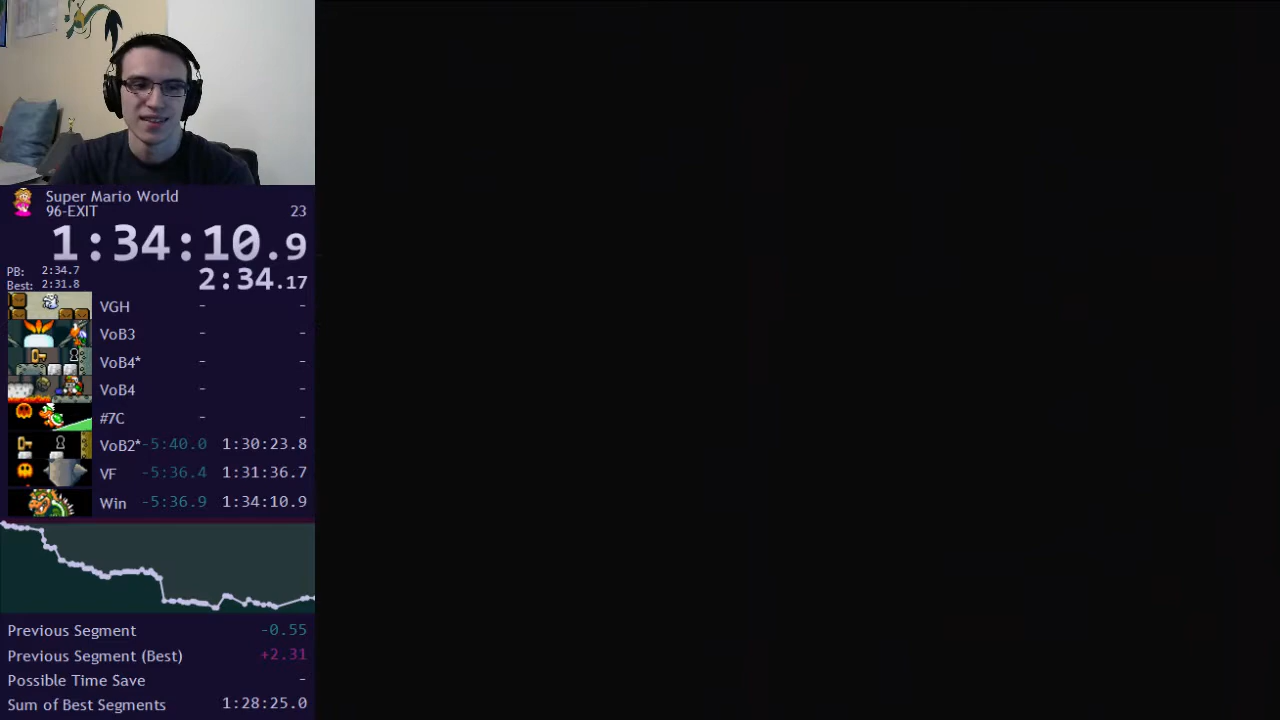 Super Mario World
96-EXIT 23
1:34:10.9
PB: 2:34.7
2:34.17
Best: 2:31.8
VGH - -
VoB3 - -
VoB4* - -
VoB4 - -
#7C - -
VoB2* -5:40.0 1:30:23.8
VF -5:36.4 1:31:36.7
Win -5:36.9 1:34:10.9
Previous Segment -0.55
Previous Segment (Best) +2.31
Possible Time Save -
Sum of Best Segments 1:28:25.0